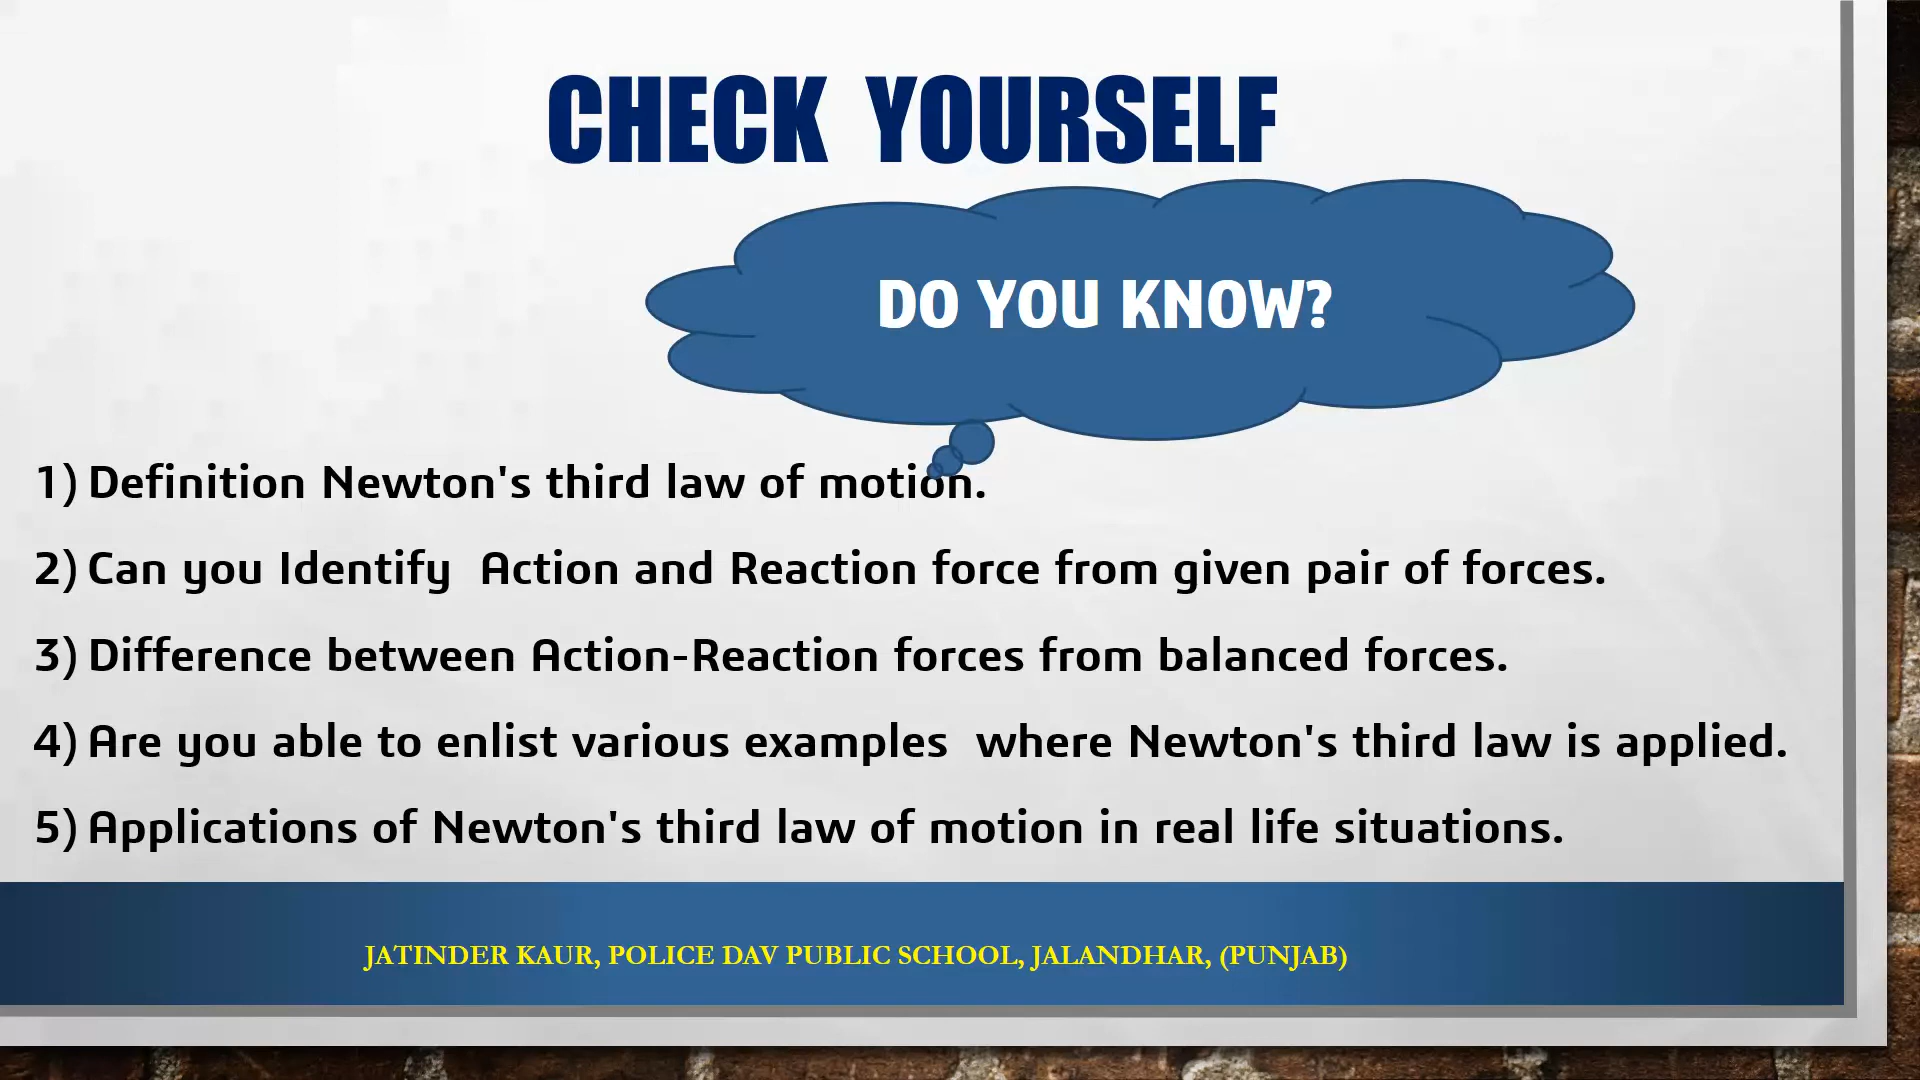 CHECK YOURSELF
DO YOU KNOW?
1) Definition Newton's third law of motion.
2) Can you Identify Action and Reaction force from given pair of forces.
3) Difference between Action-Reaction forces from balanced forces.
4) Are you able to enlist various examples where Newton's third law is applied.
5) Applications of Newton's third law of motion in real life situations.
JATINDER KAUR, POLICE DAV PUBLIC SCHOOL, JALANDHAR, (PUNJAB)